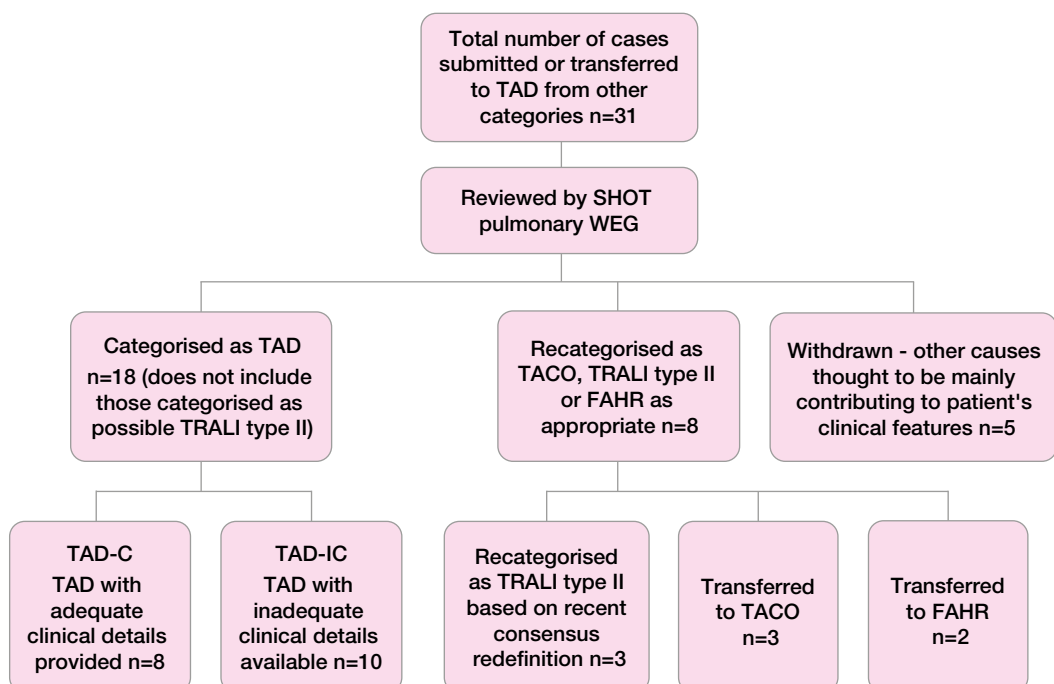 Total number of cases
submitted or transferred
to TAD from other
categories n=31
Reviewed by SHOT
pulmonary WEG
Categorised as TAD
n=18 (does not include
those categorised as
possible TRALI type II)
Recategorised as
TACO, TRALI type II
or FAHR as
appropriate n=8
Withdrawn - other causes
thought to be mainly
contributing to patient's
clinical features n=5
TAD-C
TAD with
adequate
clinical details
provided n=8
TAD-IC
TAD with
inadequate
clinical details
available n=10
Recategorised
as TRALI type II
based on recent
consensus
redefinition n=3
Transferred
to TACO
n=3
Transferred
to FAHR
n=2